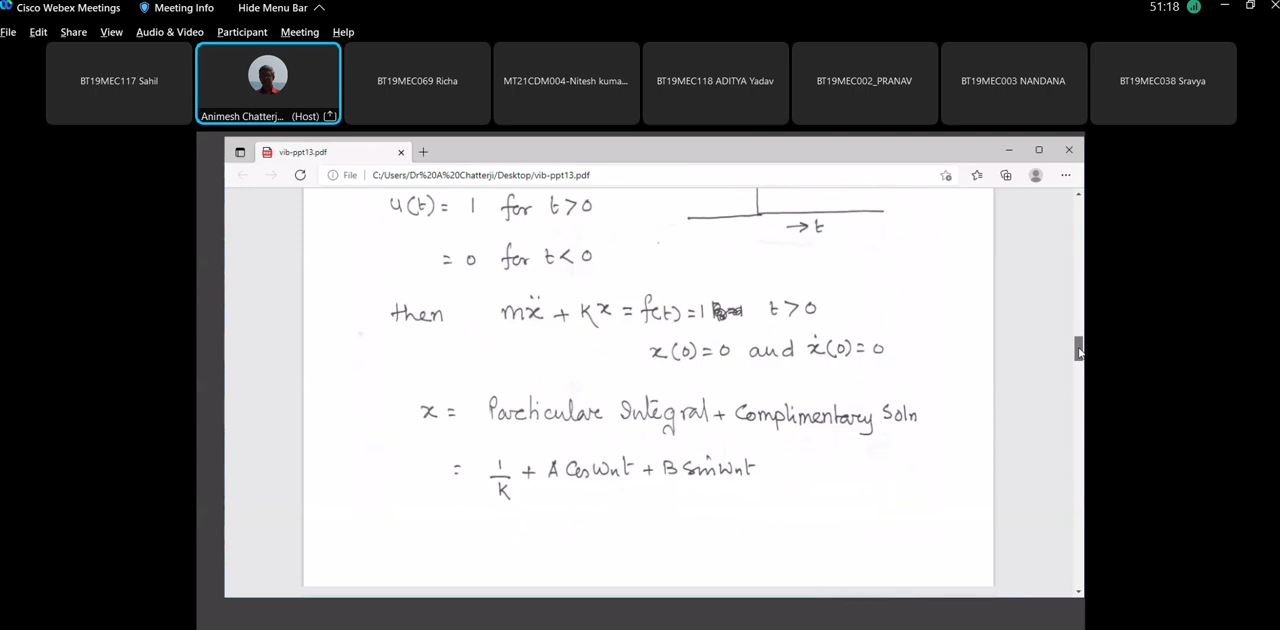 Cisco Webex Meetings Meeting Info Hide Menu Bar 51:18
File Edit Share View Audio & Video Participant Meeting Help
BT19MEC117 Sahil
Animesh Chatterj... (Host)
BT19MEC069 Richa
MT21CDM004-Nitesh kuma...
BT19MEC118 ADITYA Yadav
BT19MEC002_PRANAV
BT19MEC003 NANDANA
BT19MEC038 Sravya
vib-ppt13.pdf
File C:/Users/Dr%20A%20Chatterji/Desktop/vib-ppt13.pdf
u(t) = 1 for t > 0
→ t
= 0 for t < 0
then mẍ + Kx = f(t) = 1 t > 0
x(0) = 0 and ẋ(0) = 0
x = Particular Integral + Complimentary Soln
= 1/K + A Cos Wnt + B Sin Wnt